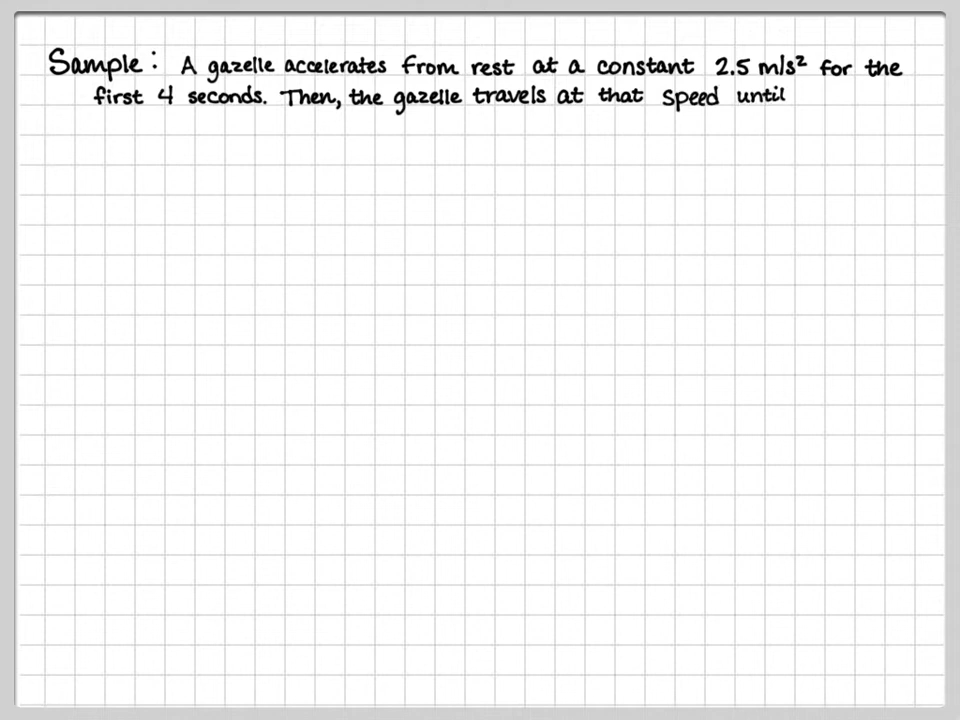 Sample: A gazelle accelerates from rest at a constant 2.5 m/s² for the
first 4 seconds. Then, the gazelle travels at that speed until